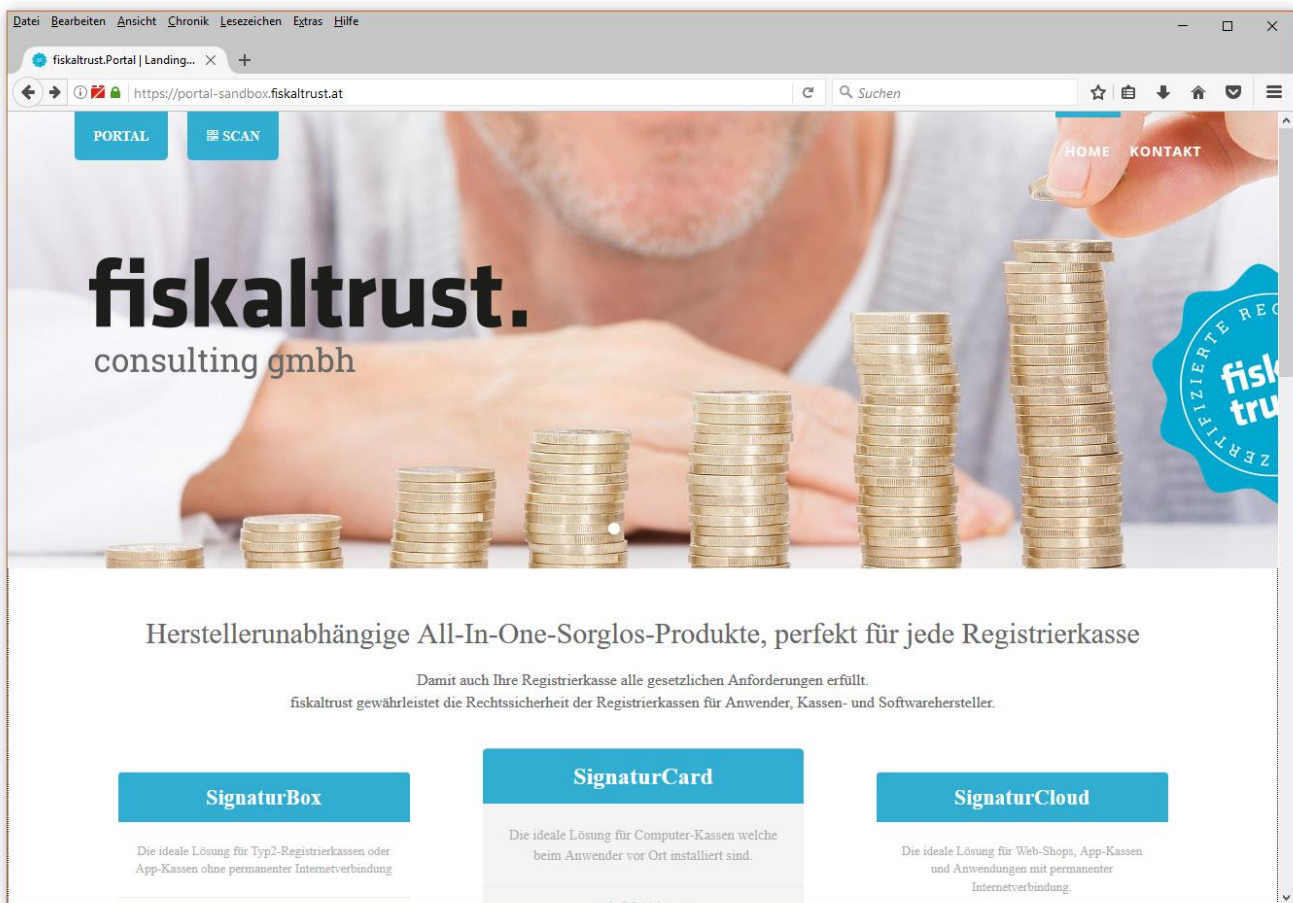 Datei Bearbeiten Ansicht Chronik Lesezeichen Extras Hilfe
fiskaltrust.Portal | Landing...
https://portal-sandbox.fiskaltrust.at
Suchen
PORTAL
SCAN
HOME KONTAKT
fiskaltrust.
consulting gmbh
ZERTIFIZIERTE
Herstellerunabhängige All-In-One-Sorglos-Produkte, perfekt für jede Registrierkasse
Damit auch Ihre Registrierkasse alle gesetzlichen Anforderungen erfüllt.
fiskaltrust gewährleistet die Rechtssicherheit der Registrierkassen für Anwender, Kassen- und Softwarehersteller.
SignaturBox
Die ideale Lösung für Typ2-Registrierkassen oder
App-Kassen ohne permanenter Internetverbindung
SignaturCard
Die ideale Lösung für Computer-Kassen welche
beim Anwender vor Ort installiert sind.
SignaturCloud
Die ideale Lösung für Web-Shops, App-Kassen
und Anwendungen mit permanenter
Internetverbindung.